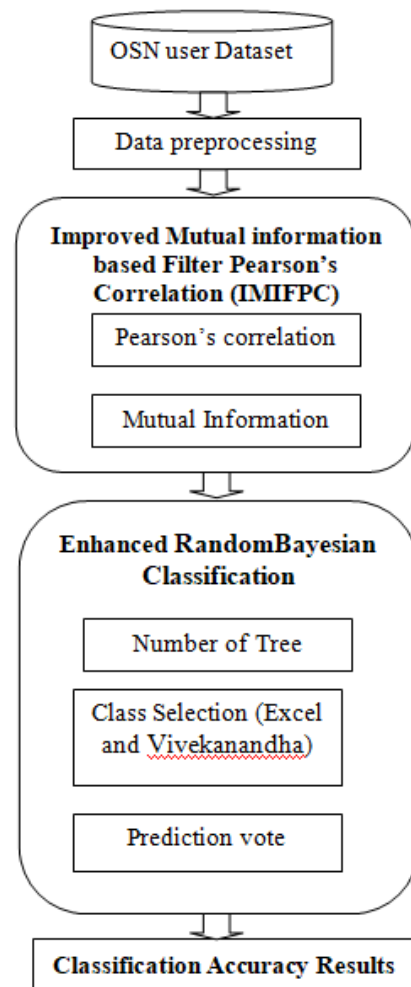 OSN user Dataset
Data preprocessing
Improved Mutual information
based Filter Pearson's
Correlation (IMIFPC)
Pearson's correlation
Mutual Information
Enhanced RandomBayesian
Classification
Number of Tree
Class Selection (Excel
and Vivekanandha)
Prediction vote
Classification Accuracy Results